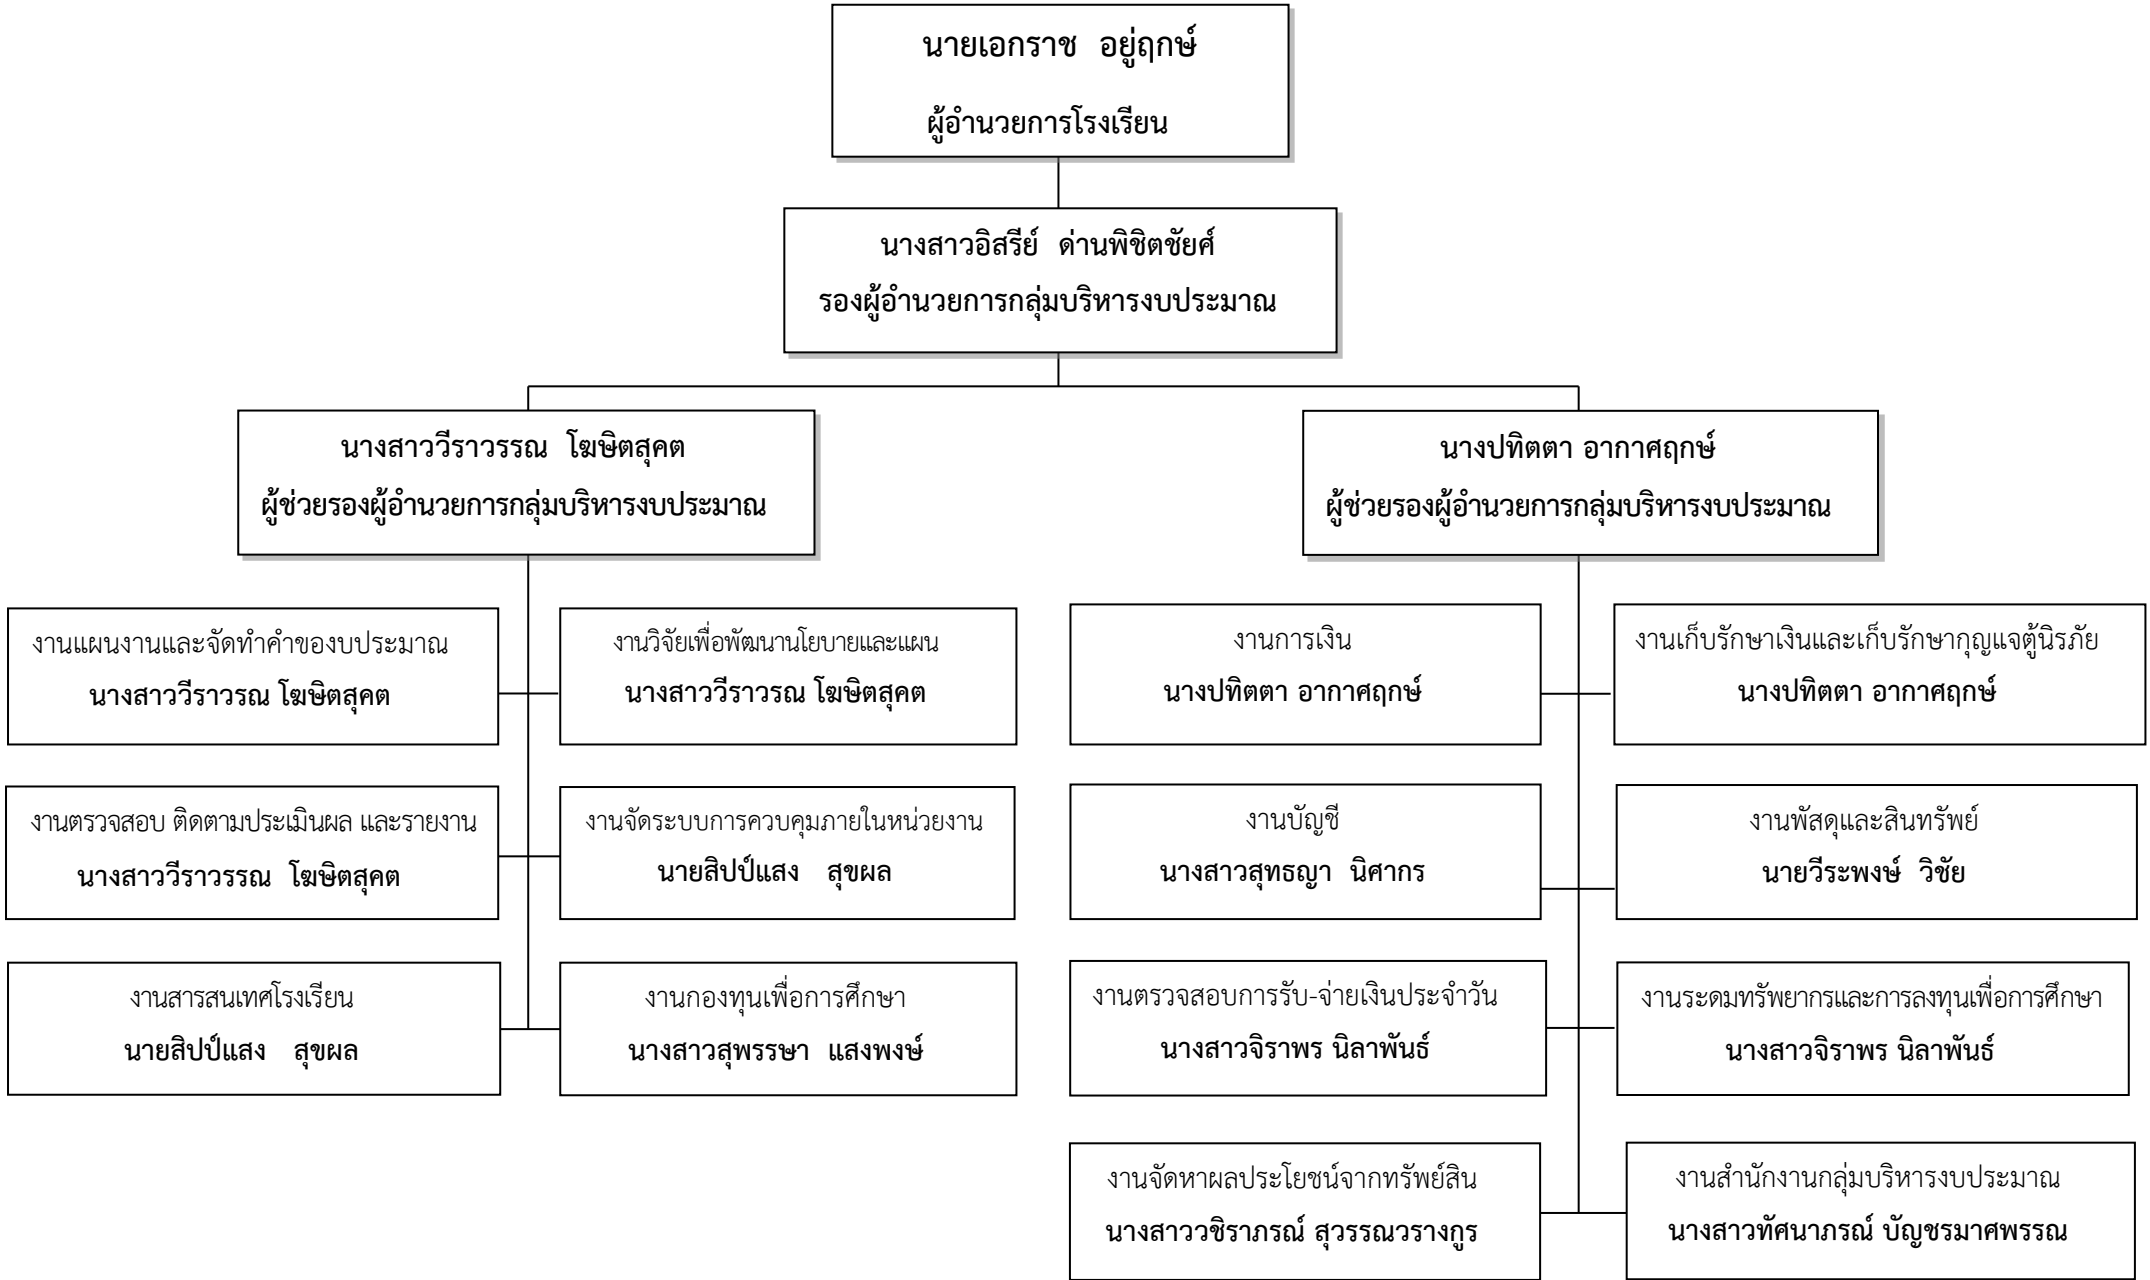 นายเอกราช อยู่ฤกษ์
ผู้อำนวยการโรงเรียน
นางสาวอิสรีย์ ด่านพิชิตชัยศ์
รองผู้อำนวยการกลุ่มบริหารงบประมาณ
นางสาววีราวรรณ โฆษิตสุคต
ผู้ช่วยรองผู้อำนวยการกลุ่มบริหารงบประมาณ
นางปทิตตา อากาศฤกษ์
ผู้ช่วยรองผู้อำนวยการกลุ่มบริหารงบประมาณ
งานแผนงานและจัดทำคำของบประมาณ
นางสาววีราวรณ โฆษิตสุคต
งานวิจัยเพื่อพัฒนานโยบายและแผน
นางสาววีราวรณ โฆษิตสุคต
งานการเงิน
นางปทิตตา อากาศฤกษ์
งานเก็บรักษาเงินและเก็บรักษากุญแจตู้นิรภัย
นางปทิตตา อากาศฤกษ์
งานตรวจสอบ ติดตามประเมินผล และรายงาน
นางสาววีราวรรณ โฆษิตสุคต
งานจัดระบบการควบคุมภายในหน่วยงาน
นายสิปป์แสง สุขผล
งานบัญชี
นางสาวสุทธญา นิศากร
งานพัสดุและสินทรัพย์
นายวีระพงษ์ วิชัย
งานสารสนเทศโรงเรียน
นายสิปป์แสง สุขผล
งานกองทุนเพื่อการศึกษา
นางสาวสุพรรษา แสงพงษ์
งานตรวจสอบการรับ-จ่ายเงินประจำวัน
นางสาวจิราพร นิลาพันธ์
งานระดมทรัพยากรและการลงทุนเพื่อการศึกษา
นางสาวจิราพร นิลาพันธ์
งานจัดหาผลประโยชน์จากทรัพย์สิน
นางสาววชิราภรณ์ สุวรรณวรางกูร
งานสำนักงานกลุ่มบริหารงบประมาณ
นางสาวทัศนาภรณ์ บัญชรมาศพรรณ